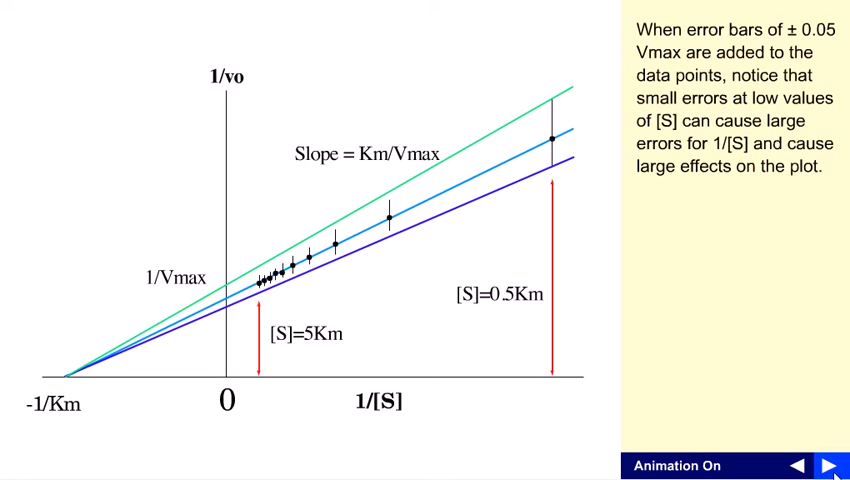 When error bars of ± 0.05
Vmax are added to the
data points, notice that
small errors at low values
of [S] can cause large
errors for 1/[S] and cause
large effects on the plot.
1/vo
Slope = Km/Vmax
1/Vmax
[S]=0.5Km
[S]=5Km
-1/Km
0
1/[S]
Animation On